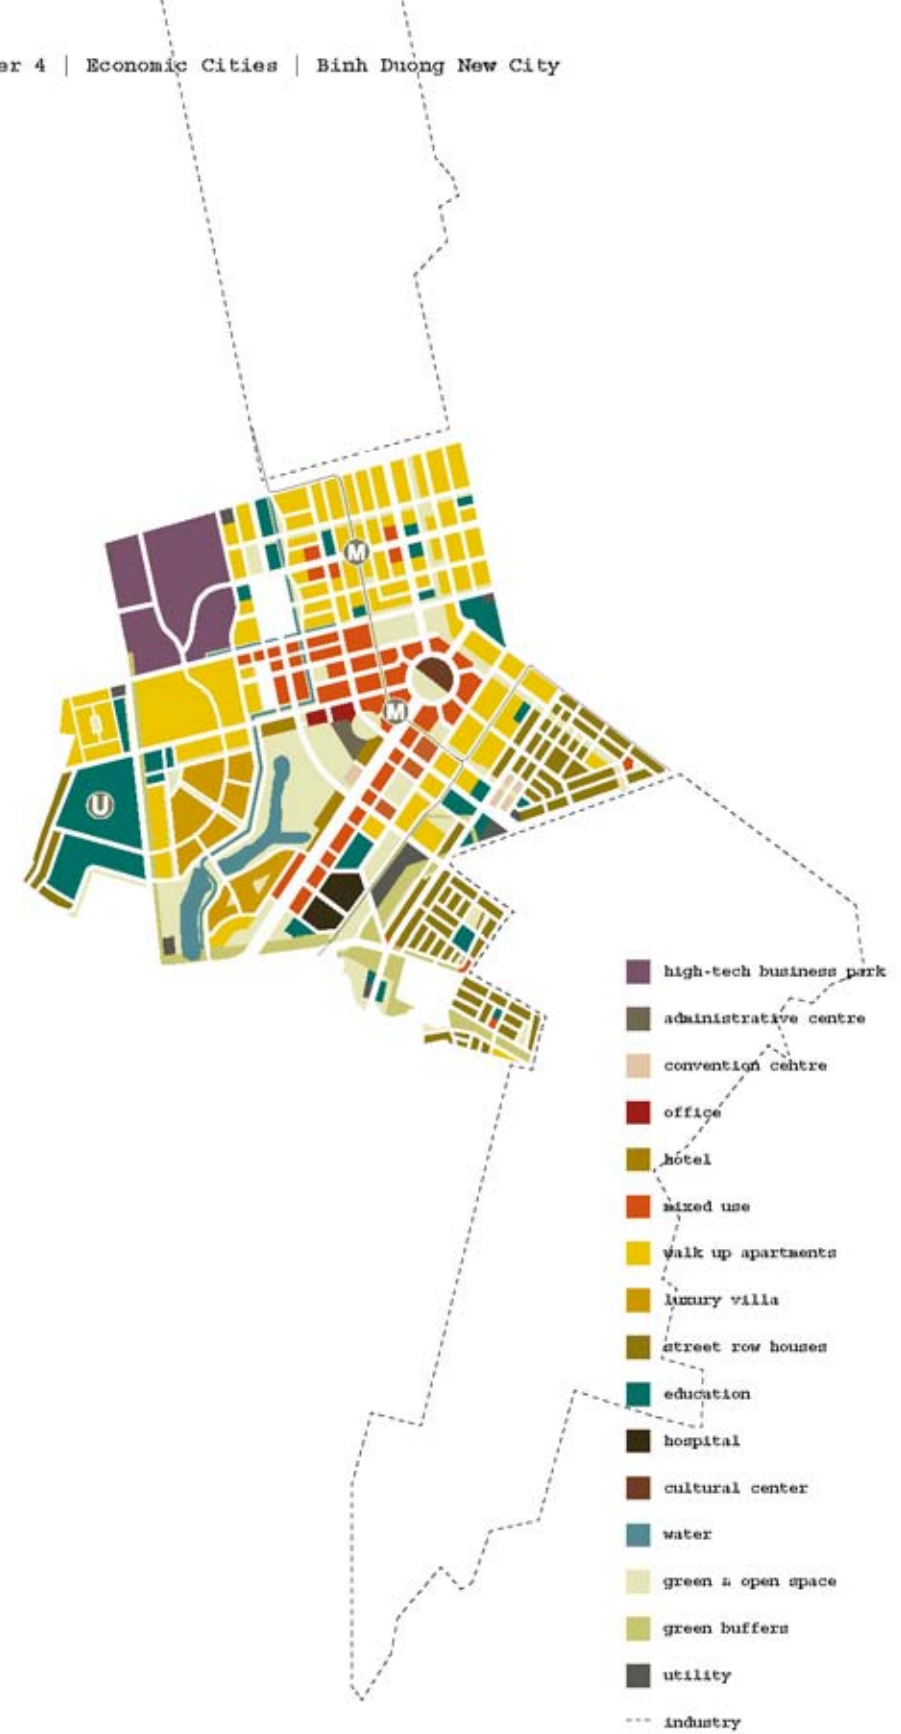 er 4 | Economic Cities | Binh Duong New City
M
M
U
high-tech business park
administrative centre
convention centre
office
hotel
mixed use
walk up apartments
luxury villa
street row houses
education
hospital
cultural center
water
green & open space
green buffers
utility
industry